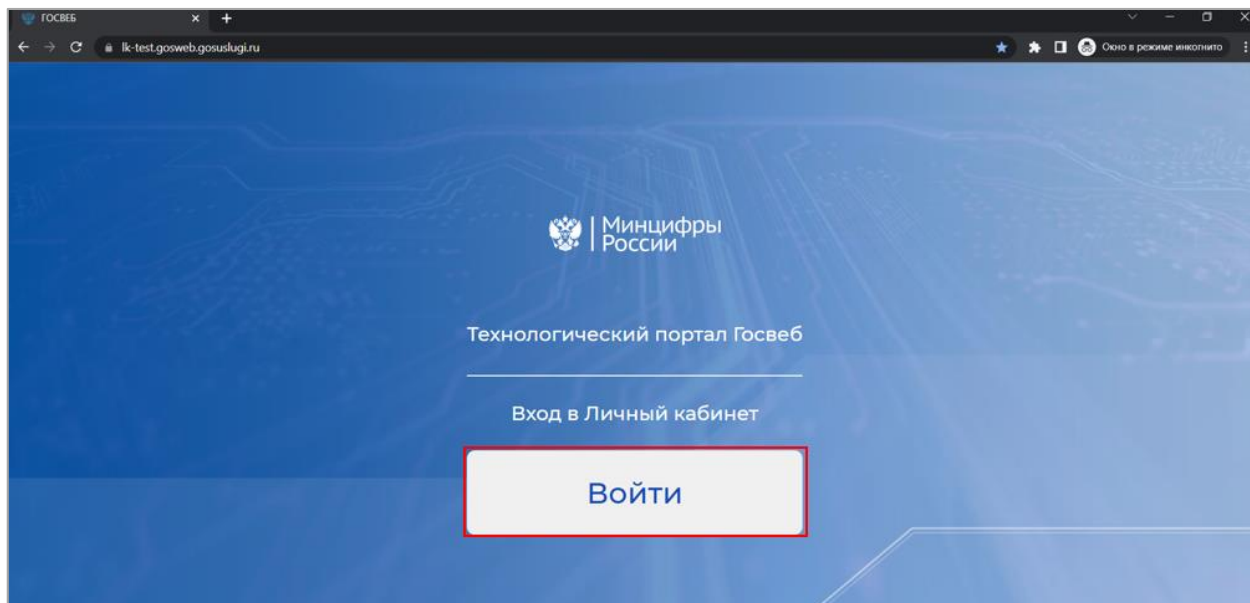 ГОСВЕБ
lk-test.gosweb.gosuslugi.ru
Окно в режиме инкогнито
Минцифры
России
Технологический портал Госвеб
Вход в Личный кабинет
Войти